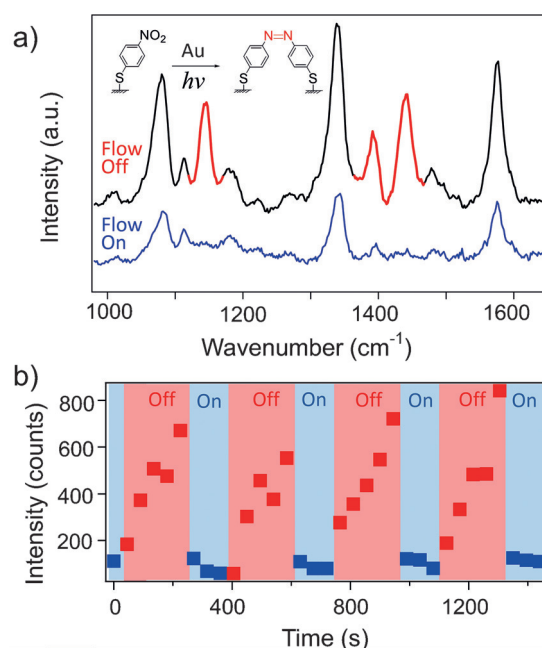 a)
NO₂
Au
N=N
hν
S
S
S
Flow
Off
Flow
On
Intensity (a.u.)
1000
1200
1400
1600
Wavenumber (cm⁻¹)
b)
Off
On
Off
On
Off
On
Off
On
800
600
400
200
Intensity (counts)
0
400
800
1200
Time (s)